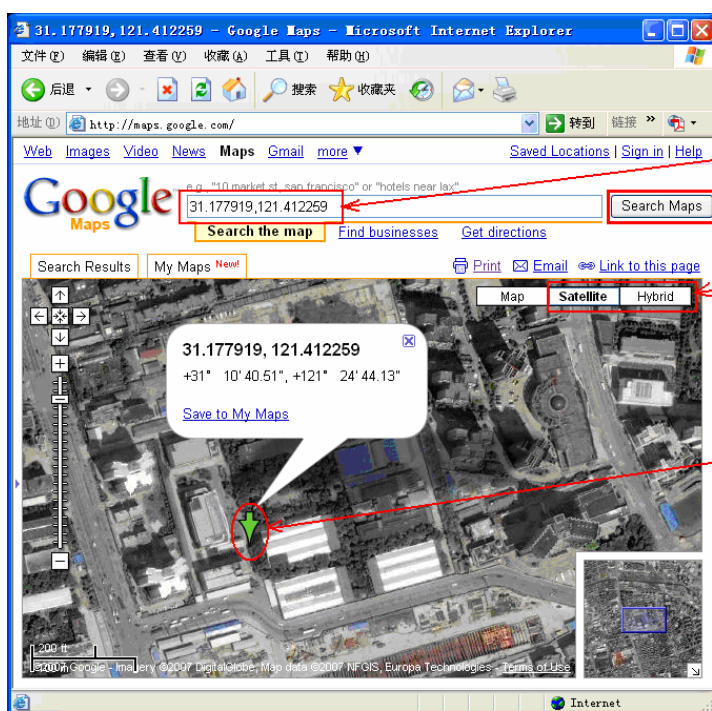 31.177919,121.412259 - Google Maps - Microsoft Internet Explorer
文件(F) 编辑(E) 查看(V) 收藏(A) 工具(T) 帮助(H)
后退 搜索 收藏夹
地址(D) http://maps.google.com/ 转到 链接 »
Web Images Video News Maps Gmail more ▼ Saved Locations | Sign in | Help
Google Maps
e.g., "10 market st, san francisco" or "hotels near lax"
31.177919,121.412259 Search Maps
Search the map Find businesses Get directions
Search Results My Maps New! Print Email Link to this page
Map Satellite Hybrid
31.177919, 121.412259
+31° 10' 40.51", +121° 24' 44.13"
Save to My Maps
200 ft
Google - Imagery ©2007 DigitalGlobe, Map data ©2007 NFGIS, Europa Technologies - Terms of Use
Internet